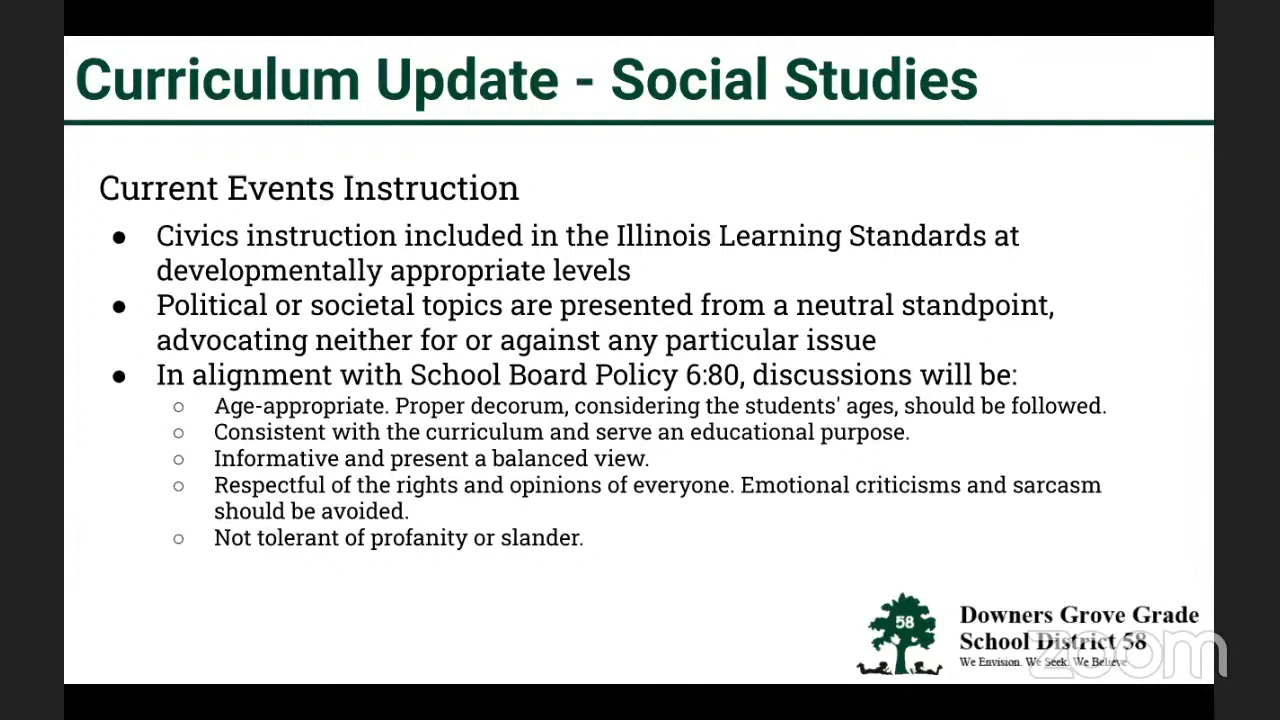 Curriculum Update - Social Studies
Current Events Instruction
● Civics instruction included in the Illinois Learning Standards at
developmentally appropriate levels
● Political or societal topics are presented from a neutral standpoint,
advocating neither for or against any particular issue
● In alignment with School Board Policy 6:80, discussions will be:
○ Age-appropriate. Proper decorum, considering the students' ages, should be followed.
○ Consistent with the curriculum and serve an educational purpose.
○ Informative and present a balanced view.
○ Respectful of the rights and opinions of everyone. Emotional criticisms and sarcasm
should be avoided.
○ Not tolerant of profanity or slander.
58
Downers Grove Grade
School District 58
We Envision. We Seek. We Believe
zoom